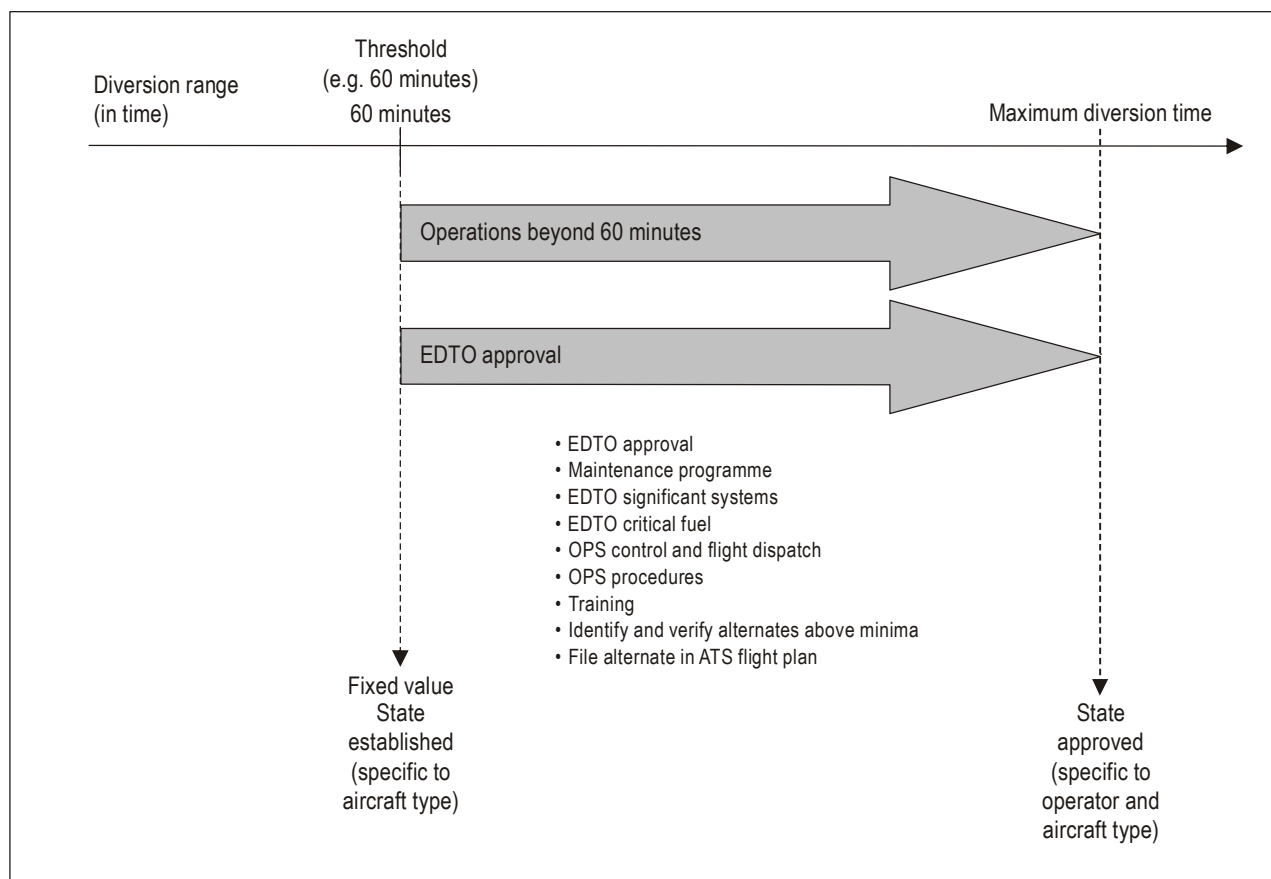 Threshold
(e.g. 60 minutes)
60 minutes
Diversion range
(in time)
Maximum diversion time
Operations beyond 60 minutes
EDTO approval
• EDTO approval
• Maintenance programme
• EDTO significant systems
• EDTO critical fuel
• OPS control and flight dispatch
• OPS procedures
• Training
• Identify and verify alternates above minima
• File alternate in ATS flight plan
Fixed value
State
established
(specific to
aircraft type)
State
approved
(specific to
operator and
aircraft type)